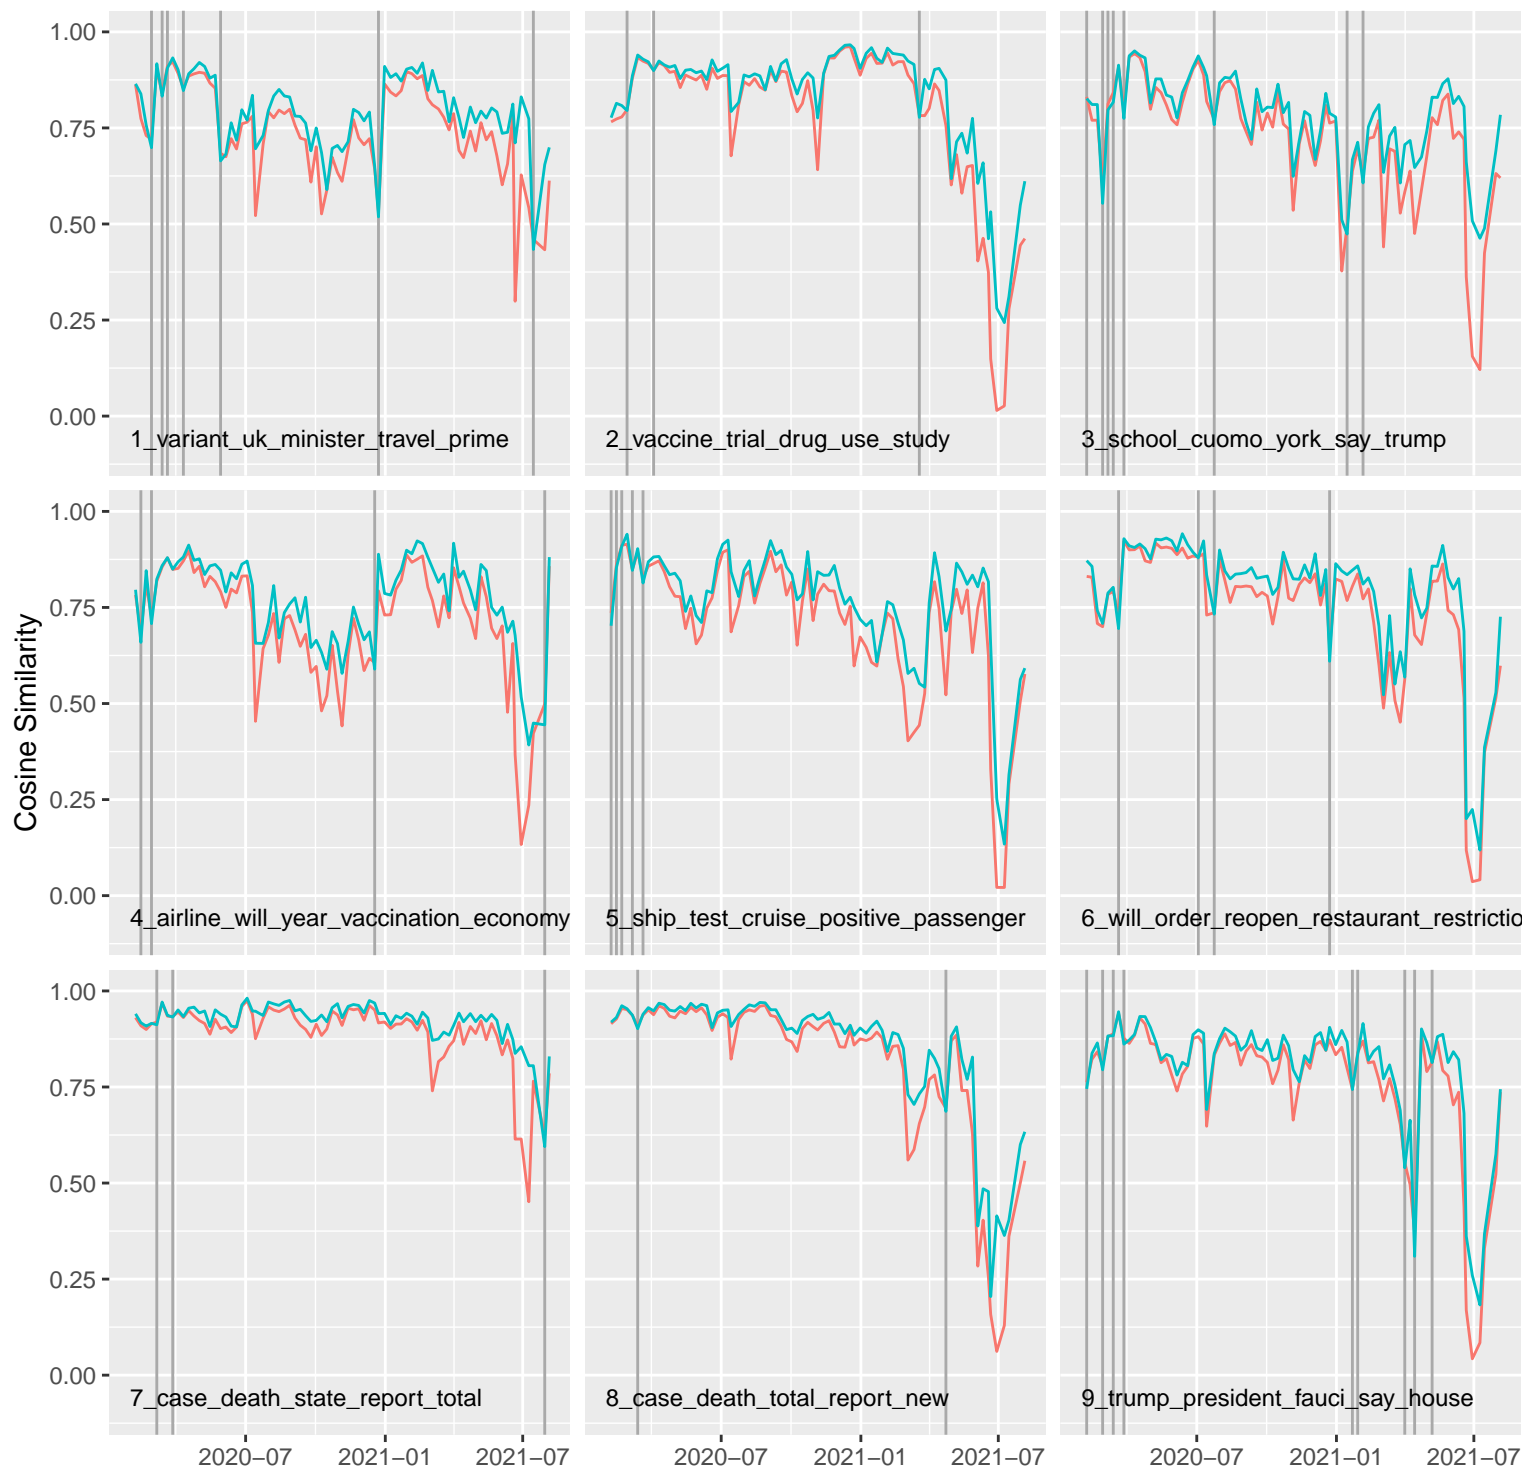 1.00
0.75
0.50
0.25
0.00
1_variant_uk_minister_travel_prime
2_vaccine_trial_drug_use_study
3_school_cuomo_york_say_trump
Cosine Similarity
1.00
0.75
0.50
0.25
0.00
4_airline_will_year_vaccination_economy
5_ship_test_cruise_positive_passenger
6_will_order_reopen_restaurant_restrictio
1.00
0.75
0.50
0.25
0.00
7_case_death_state_report_total
8_case_death_total_report_new
9_trump_president_fauci_say_house
2020−07 2021−01 2021−07
2020−07 2021−01 2021−07
2020−07 2021−01 2021−07